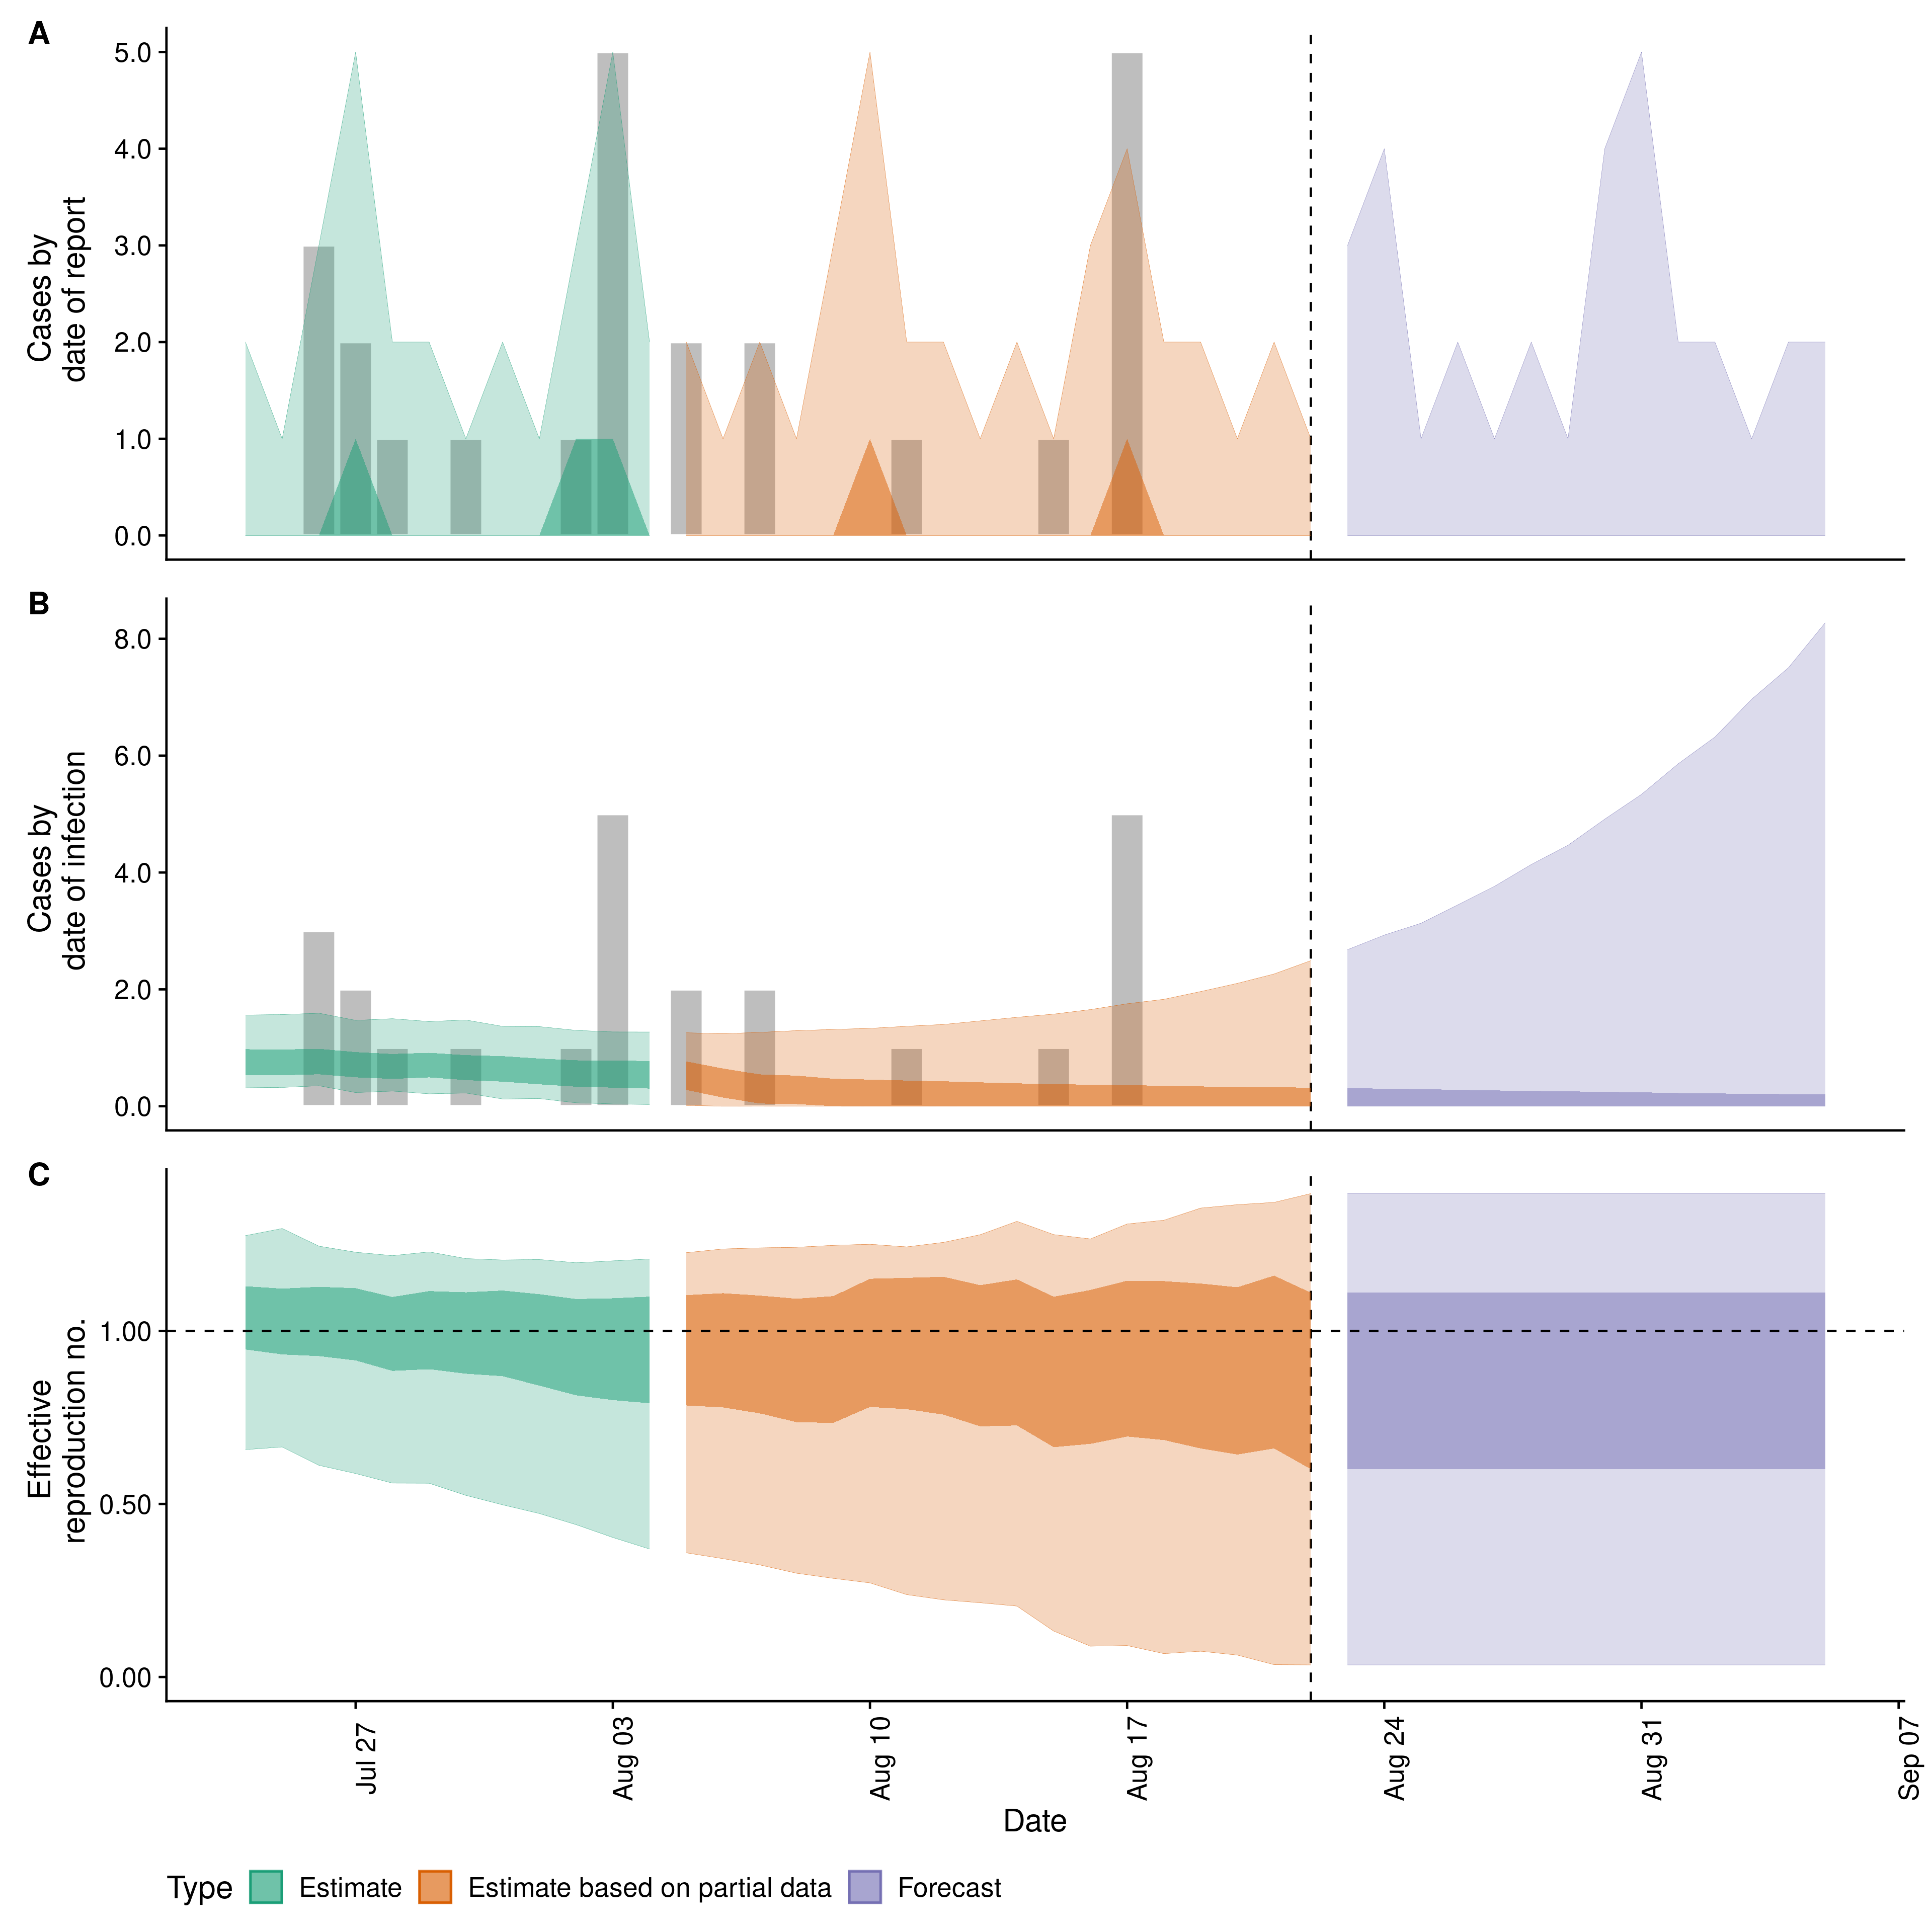 A
Cases by
date of report
5.0
4.0
3.0
2.0
1.0
0.0
B
Cases by
date of infection
8.0
6.0
4.0
2.0
0.0
C
Effective
reproduction no.
1.00
0.50
0.00
Jul 27
Aug 03
Aug 10
Aug 17
Aug 24
Aug 31
Sep 07
Date
Type Estimate Estimate based on partial data Forecast